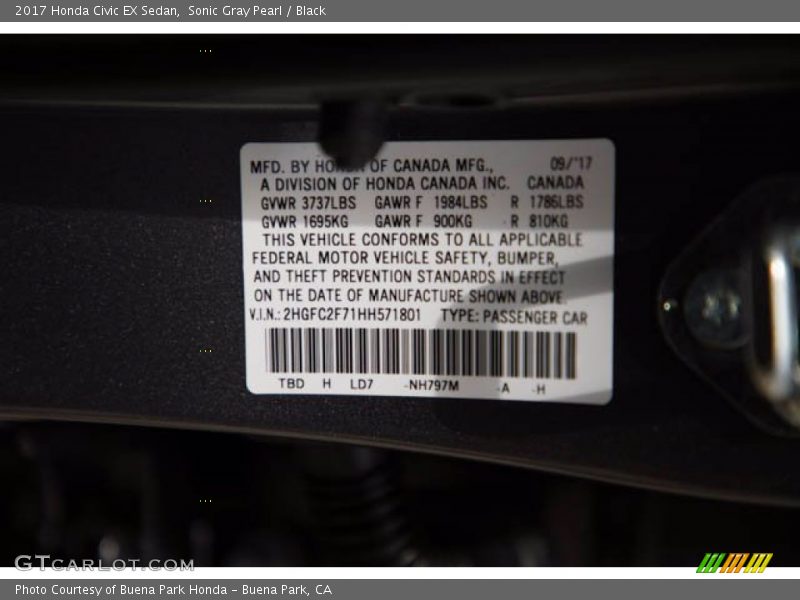 2017 Honda Civic EX Sedan, Sonic Gray Pearl / Black
MFD. BY HONDA OF CANADA MFG., 09/'17
A DIVISION OF HONDA CANADA INC. CANADA
GVWR 3737LBS GAWR F 1984LBS R 1786LBS
GVWR 1695KG GAWR F 900KG R 810KG
THIS VEHICLE CONFORMS TO ALL APPLICABLE
FEDERAL MOTOR VEHICLE SAFETY, BUMPER,
AND THEFT PREVENTION STANDARDS IN EFFECT
ON THE DATE OF MANUFACTURE SHOWN ABOVE.
V.I.N.: 2HGFC2F71HH571801 TYPE: PASSENGER CAR
TBD H LD7 -NH797M -A -H
GTCARLOT.COM
Photo Courtesy of Buena Park Honda - Buena Park, CA